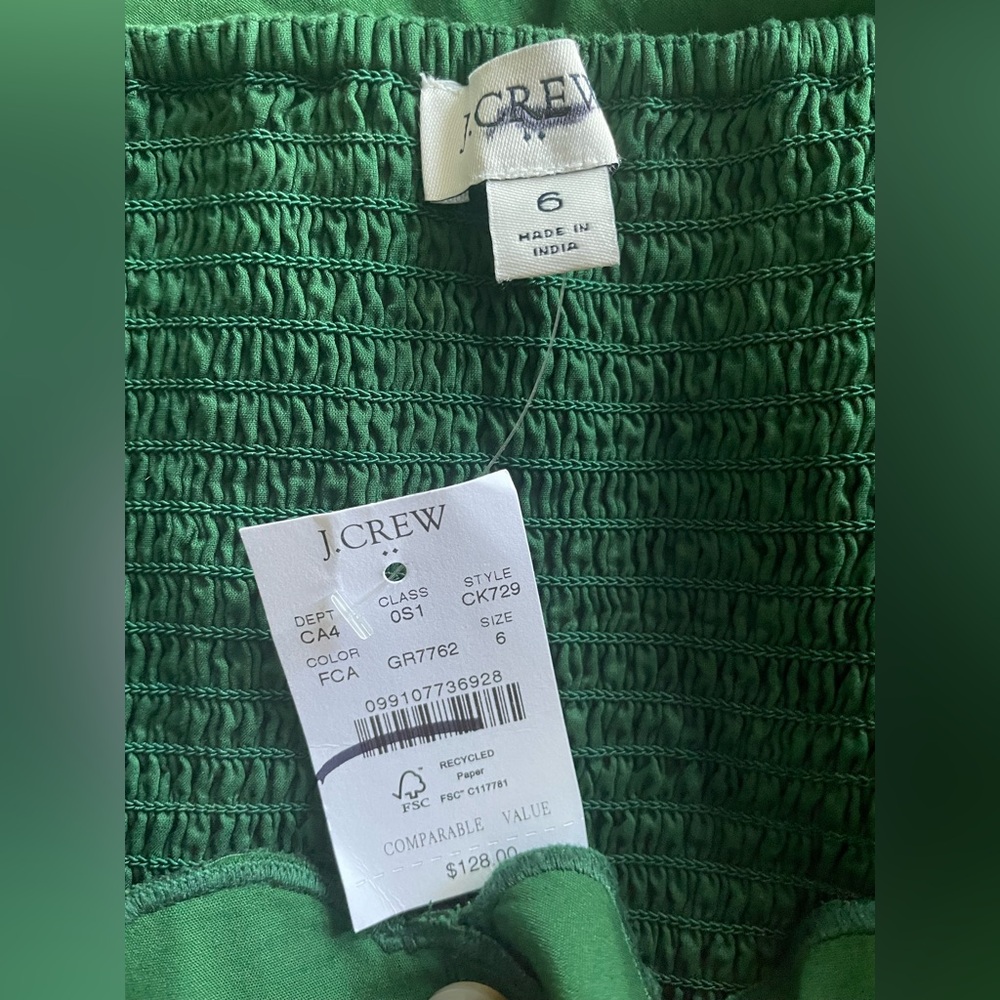 J.CREW
6
MADE IN
INDIA
J.CREW
DEPT CLASS STYLE
CA4 0S1 CK729
COLOR SIZE
FCA GR7762 6
099107736928
RECYCLED
Paper
FSC FSC™ C117781
COMPARABLE VALUE
$128.00